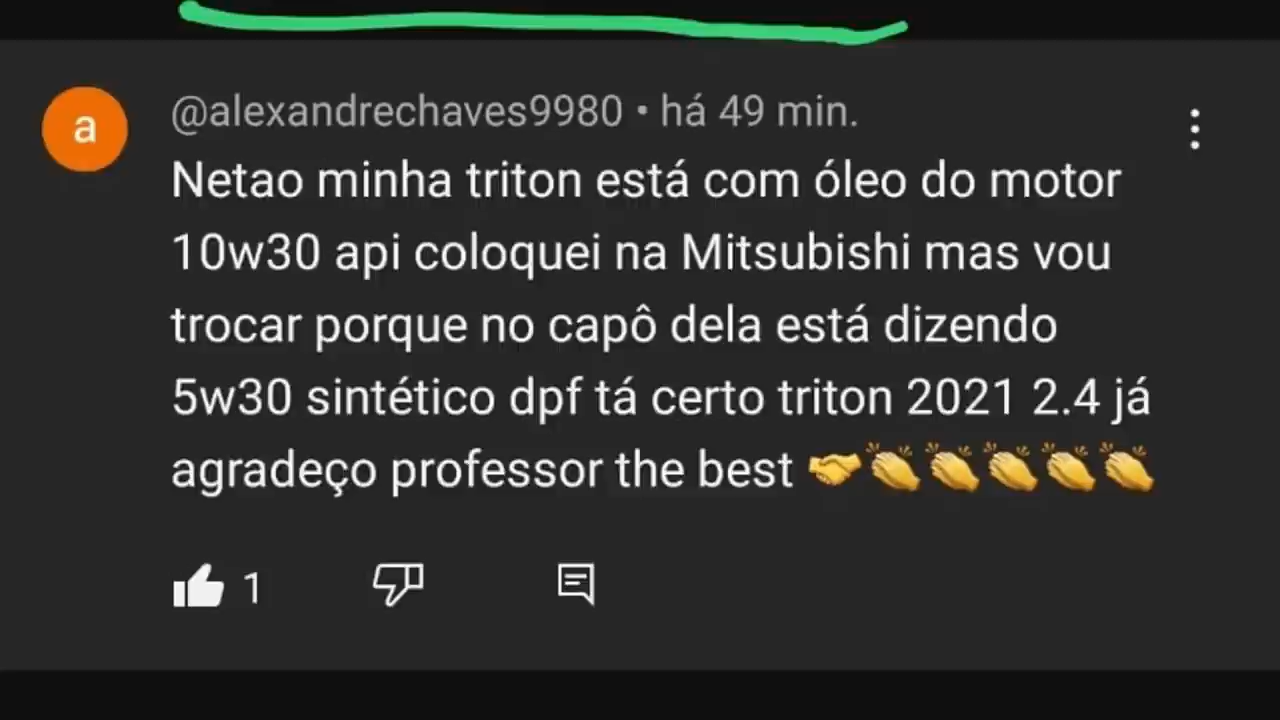 a
@alexandrechaves9980 • há 49 min.
Netao minha triton está com óleo do motor
10w30 api coloquei na Mitsubishi mas vou
trocar porque no capô dela está dizendo
5w30 sintético dpf tá certo triton 2021 2.4 já
agradeço professor the best 🤝👏👏👏👏👏
1